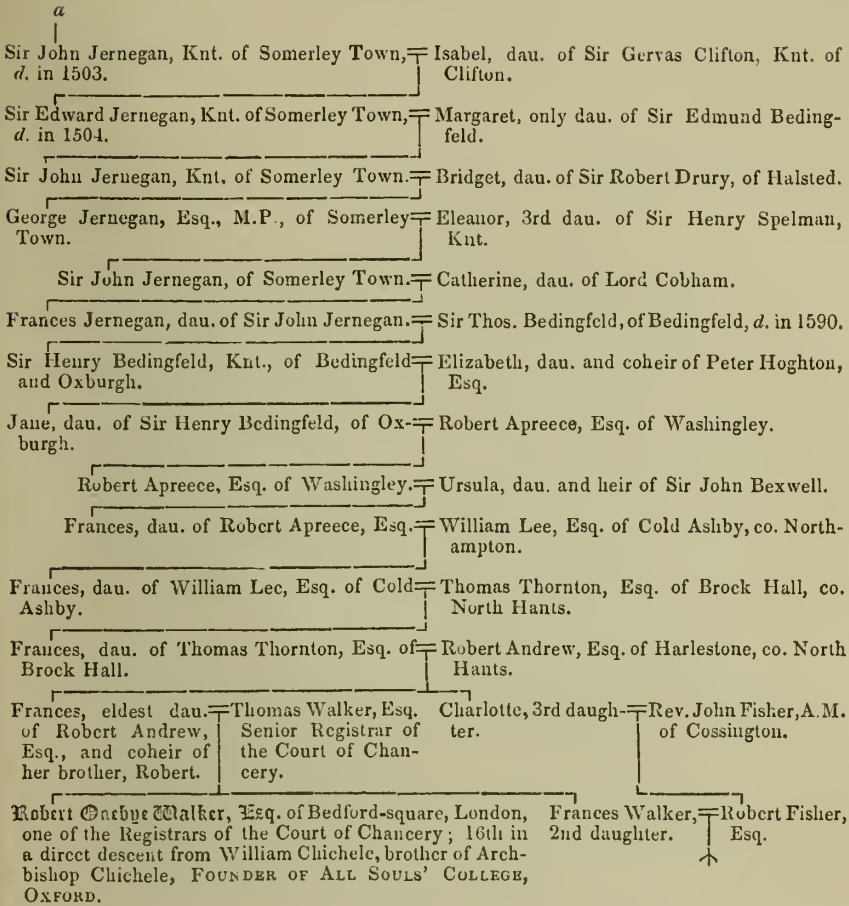 a
Sir John Jernegan, Knt. of Somerley Town, Isabel, dau. of Sir Gervas Clifton, Knt. of
d. in 1503. Clifton.
Sir Edward Jernegan, Knt. of Somerley Town, Margaret, only dau. of Sir Edmund Beding-
d. in 1504. feld.
Sir John Jernegan, Knt. of Somerley Town. Bridget, dau. of Sir Robert Drury, of Halsted.
George Jernegan, Esq., M.P., of Somerley Eleanor, 3rd dau. of Sir Henry Spelman,
Town. Knt.
Sir John Jernegan, of Somerley Town. Catherine, dau. of Lord Cobham.
Frances Jernegan, dau. of Sir John Jernegan. Sir Thos. Bedingfeld, of Bedingfeld, d. in 1590.
Sir Henry Bedingfeld, Knt., of Bedingfeld Elizabeth, dau. and coheir of Peter Hoghton,
and Oxburgh. Esq.
Jane, dau. of Sir Henry Bedingfeld, of Ox- Robert Apreece, Esq. of Washingley.
burgh.
Robert Apreece, Esq. of Washingley. Ursula, dau. and heir of Sir John Bexwell.
Frances, dau. of Robert Apreece, Esq. William Lee, Esq. of Cold Ashby, co. North-
ampton.
Frances, dau. of William Lee, Esq. of Cold Thomas Thornton, Esq. of Brock Hall, co.
Ashby. North Hants.
Frances, dau. of Thomas Thornton, Esq. of Robert Andrew, Esq. of Harlestone, co. North
Brock Hall. Hants.
Frances, eldest dau. Thomas Walker, Esq. Charlotte, 3rd daugh- Rev. John Fisher, A.M.
of Robert Andrew, Senior Registrar of ter. of Cossington.
Esq., and coheir of the Court of Chan-
her brother, Robert. cery.
Robert Onebye Walker, Esq. of Bedford-square, London, Frances Walker, Robert Fisher,
one of the Registrars of the Court of Chancery; 16th in 2nd daughter. Esq.
a direct descent from William Chichele, brother of Arch-
bishop Chichele, FOUNDER OF ALL SOULS' COLLEGE,
OXFORD.